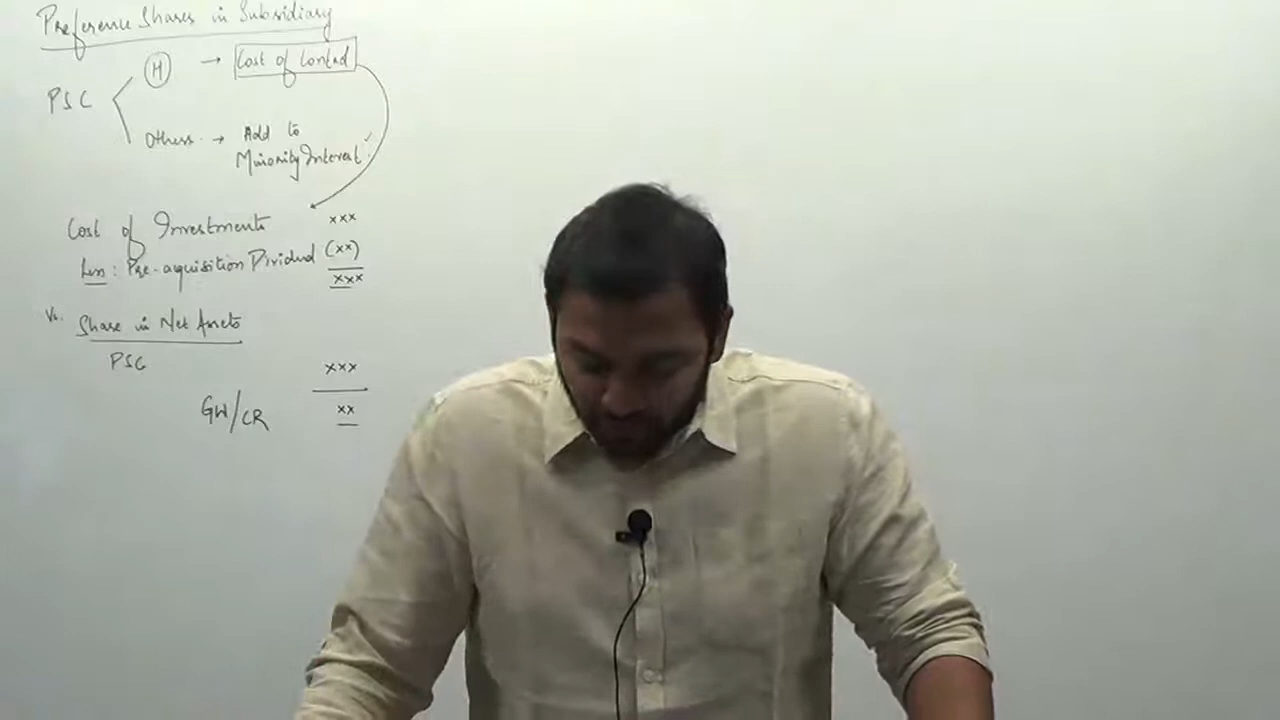 Preference Shares in Subsidiary
PSC
H → Cost of Control
Others → Add to
Minority Interest
Cost of Investments xxx
Less: Pre-acquisition Dividend (xx)
xxx
Vs. Share in Net Assets
PSC xxx
GW/CR xx